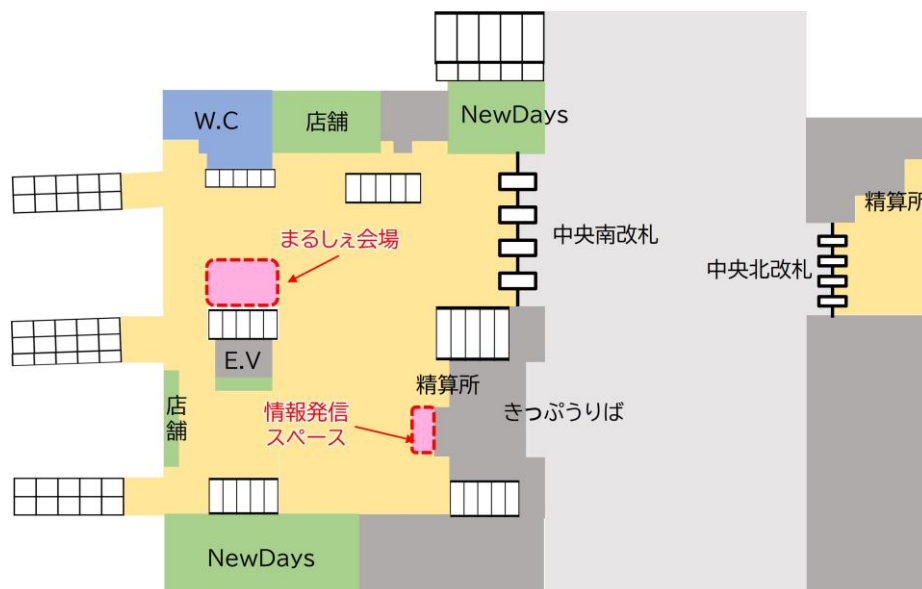 W.C
店舗
NewDays
精算所
中央南改札
まるしぇ会場
中央北改札
E.V
精算所
店舗
情報発信
スペース
きっぷうりば
NewDays